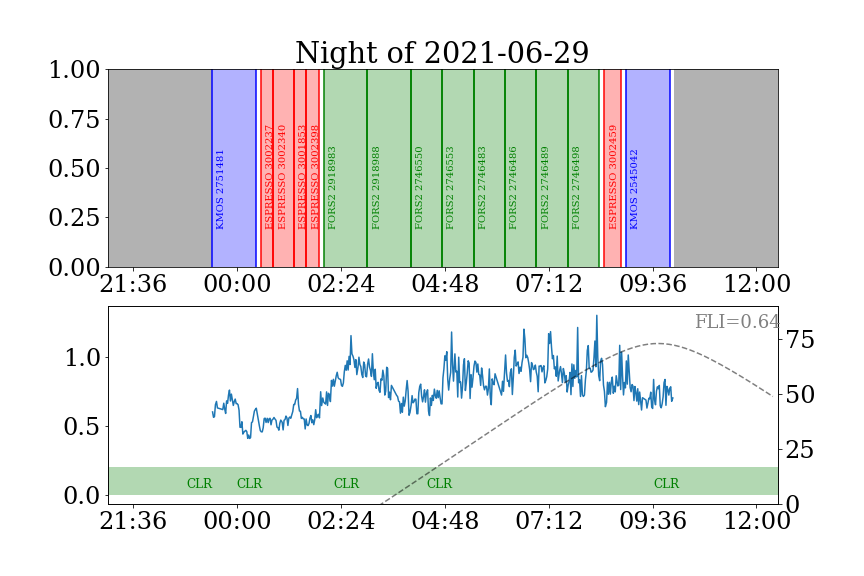 Night of 2021-06-29
1.00
0.75
0.50
0.25
0.00
KMOS 2751481
ESPRESSO 3002237
ESPRESSO 3002340
ESPRESSO 3001853
ESPRESSO 3002398
FORS2 2918983
FORS2 2918988
FORS2 2746550
FORS2 2746553
FORS2 2746483
FORS2 2746486
FORS2 2746489
FORS2 2746498
ESPRESSO 3002459
KMOS 2545042
21:36 00:00 02:24 04:48 07:12 09:36 12:00
FLI=0.64
1.0
0.5
0.0
75
50
25
0
CLR CLR CLR CLR CLR
21:36 00:00 02:24 04:48 07:12 09:36 12:00